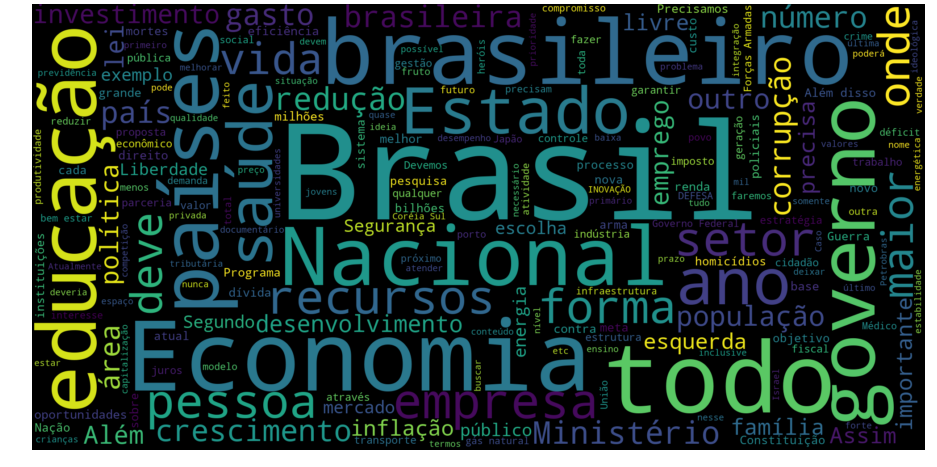 investimento
gasto
brasileira
compromisso
Precisamos
livre
número
educação
lei
mortes
eficiência
primeiro
social
devem
possível
toda
fazer
custo
prioridade
integração
Forças Armadas
crime
última
poderá
ideológica
onde
países
vida
brasileiro
heróis
previdência
pública
pode
melhorar
gestão
fruto
precisam
problema
Além disso
verdade
exemplo
grande
situação
redução
Estado
futuro
garantir
outro
corrupção
precisa
policiais
geração
déficit
reduzir
qualidade
feito
milhões
quase
ideia
desempenho
Japão
baixa
povo
valores
nome
energética
país
proposta
econômico
saúde
sistema
melhor
controle
emprego
imposto
trabalho
produtividade
cada
direito
Liberdade
preço
universidades
Brasil
Devemos
processo
nova
renda
mil
tudo
novo
governo
menos
demanda
pesquisa
qualquer
necessário
atividade
INOVAÇÃO
DEFESA
faremos
somente
política
parceria
valor
jovens
bilhões
Coréia Sul
primário
estratégia
outra
maior
bem estar
privada
total
documentário
Segurança
porto
escolha
indústria
arma
Governo Federal
Guerra
instituições
Competição
Nacional
setor
Caso
Petrobras
Atualmente
tributária
nunca
Programa
próximo
atender
prazo
homicídios
cidadão
deixar
estabilidade
deveria
espaço
deve
dívida
recursos
energia
infraestrutura
ano
base
último
interesse
área
capitalização
Segundo
desenvolvimento
conteúdo
nível
forma
contra
meta
população
Médico
importante
estar
atual
modelo
Economia
estrutura
ensino
inclusive
esquerda
objetivo
fiscal
juros
etc
buscar
todo
Israel
sobre
pessoa
através
mercado
empresa
União
oportunidades
Nação
crianças
Além
crescimento
transporte
inflação
termos
público
gas natural
Ministério
nesse
família
Constituição
forte
Assim